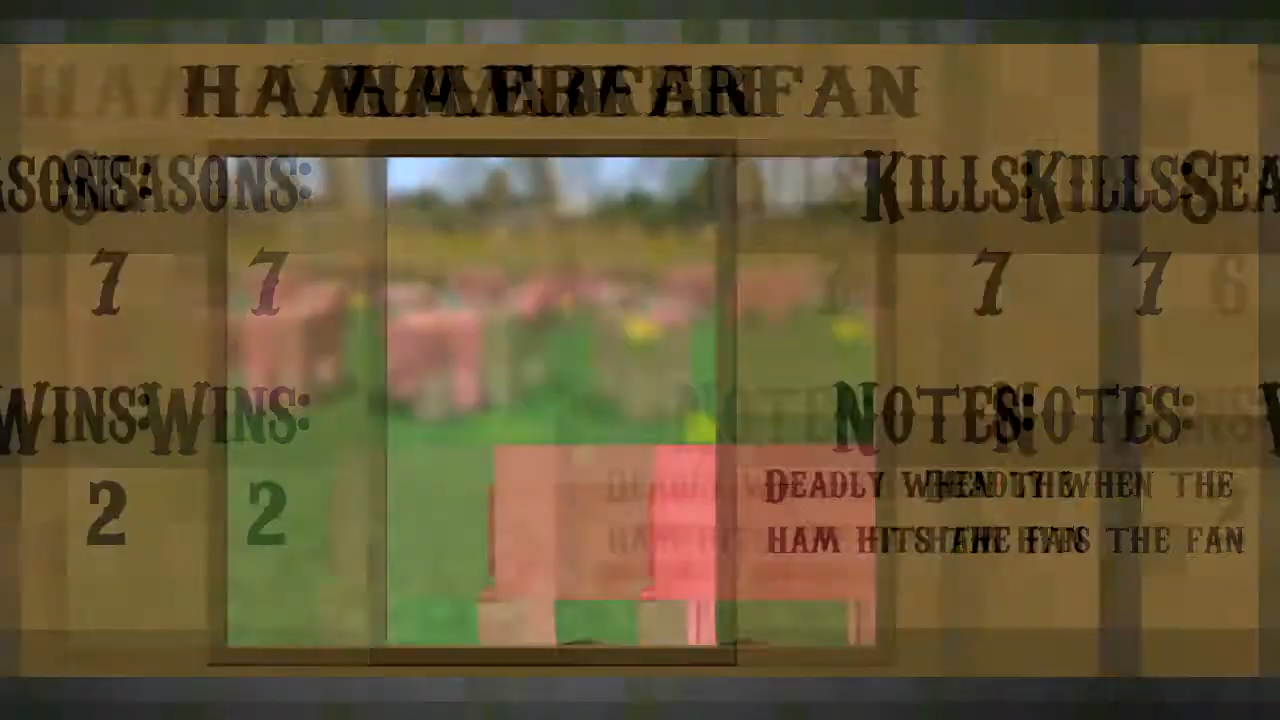 HAMMERFAN
SEASONS:
7
WINS:
2
KILLS:
7
NOTES:
DEADLY WHEN THE
HAM HITS THE FAN